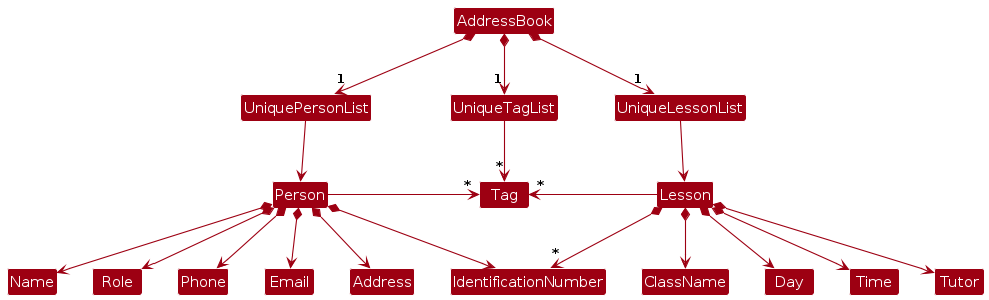 AddressBook
1 1 1
UniquePersonList UniqueTagList UniqueLessonList
*
* *
Person Tag Lesson
*
Name Role Phone Email Address IdentificationNumber ClassName Day Time Tutor